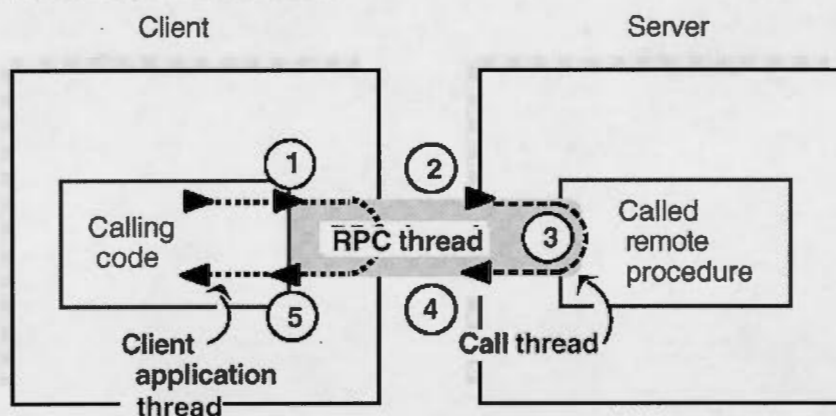 Client
Server
1
2
Calling
code
RPC thread
3
Called
remote
procedure
5
4
Client
application
thread
Call thread